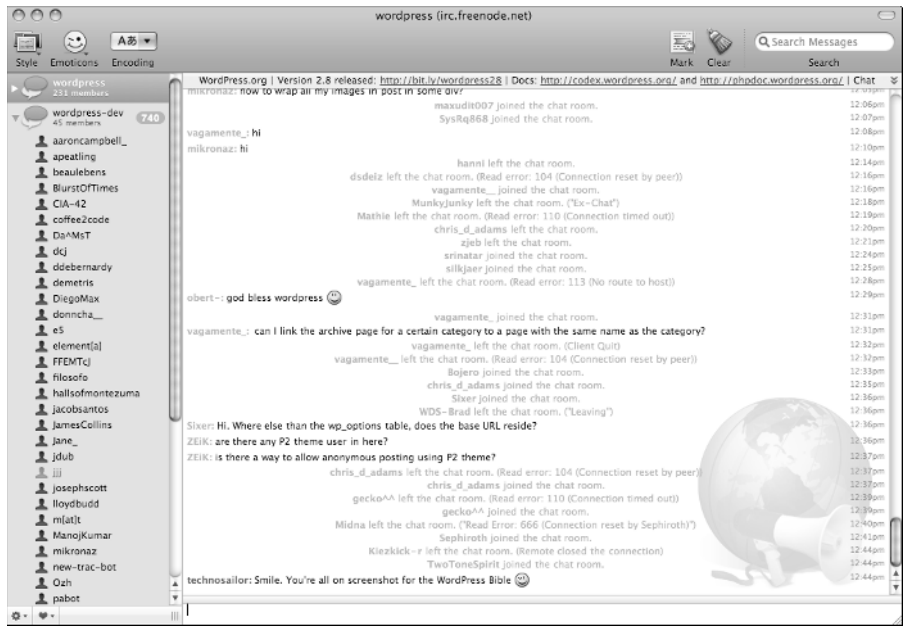 wordpress (irc.freenode.net)
Aあ
Search Messages
Style Emoticons Encoding Mark Clear Search
wordpress
231 members
wordpress-dev
45 members
740
aaroncampbell_
apeatling
beaulebens
BlurstOfTimes
CIA-42
coffee2code
Da^MsT
dcj
ddebernardy
demetris
DiegoMax
donncha__
e5
element[a]
FFEMTcJ
filosofo
hallsofmontezuma
jacobsantos
JamesCollins
Jane_
jdub
jjj
josephscott
lloydbudd
m[at]t
ManojKumar
mikronaz
new-trac-bot
Ozh
pabot
WordPress.org | Version 2.8 released: http://bit.ly/wordpress28 | Docs: http://codex.wordpress.org/ and http://phpdoc.wordpress.org/ | Chat
mikronaz: how to wrap all my images in post in some div? 12:05pm
maxudit007 joined the chat room. 12:06pm
SysRq868 joined the chat room. 12:07pm
vagamente_: hi 12:08pm
mikronaz: hi 12:10pm
hanni left the chat room. 12:14pm
dsdeiz left the chat room. (Read error: 104 (Connection reset by peer)) 12:16pm
vagamente__ joined the chat room. 12:16pm
MunkyJunky left the chat room. ("Ex-Chat") 12:18pm
Mathie left the chat room. (Read error: 110 (Connection timed out)) 12:19pm
chris_d_adams left the chat room. 12:20pm
zjeb left the chat room. 12:21pm
srinatar joined the chat room. 12:24pm
silkjaer joined the chat room. 12:25pm
vagamente_ left the chat room. (Read error: 113 (No route to host)) 12:28pm
obert-: god bless wordpress 12:29pm
vagamente_ joined the chat room. 12:31pm
vagamente_: can I link the archive page for a certain category to a page with the same name as the category? 12:31pm
vagamente_ left the chat room. (Client Quit) 12:32pm
vagamente__ left the chat room. (Read error: 104 (Connection reset by peer)) 12:32pm
Bojero joined the chat room. 12:33pm
chris_d_adams joined the chat room. 12:35pm
Sixer joined the chat room. 12:36pm
WDS-Brad left the chat room. ("Leaving") 12:36pm
Sixer: Hi. Where else than the wp_options table, does the base URL reside? 12:36pm
ZEiK: are there any P2 theme user in here? 12:36pm
ZEiK: is there a way to allow anonymous posting using P2 theme? 12:37pm
chris_d_adams left the chat room. (Read error: 104 (Connection reset by peer)) 12:37pm
chris_d_adams joined the chat room. 12:37pm
gecko^^ left the chat room. (Read error: 110 (Connection timed out)) 12:39pm
gecko^^ joined the chat room. 12:39pm
Midna left the chat room. ("Read Error: 666 (Connection reset by Sephiroth)") 12:40pm
Sephiroth joined the chat room. 12:41pm
Kiezkick-r left the chat room. (Remote closed the connection) 12:44pm
TwoToneSpirit joined the chat room. 12:44pm
technosailor: Smile. You're all on screenshot for the WordPress Bible 12:44pm